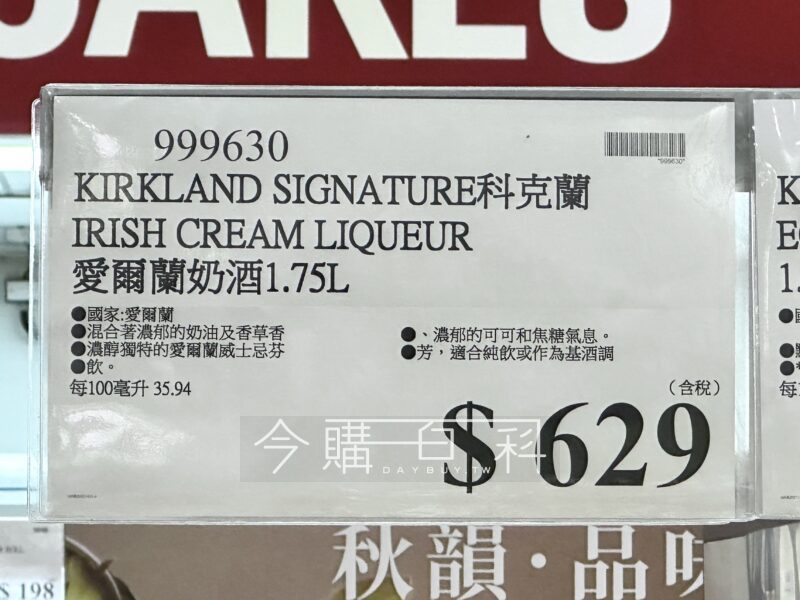 999630
*999630*
KIRKLAND SIGNATURE科克蘭
IRISH CREAM LIQUEUR
愛爾蘭奶酒1.75L
●國家:愛爾蘭
●混合著濃郁的奶油及香草香
●、濃郁的可可和焦糖氣息。
●濃醇獨特的愛爾蘭威士忌芬
●芳，適合純飲或作為基酒調
●飲。
每100毫升 35.94
（含稅）
$ 629
今購百科
DAYBUY.TW
秋韻·品味
$ 198